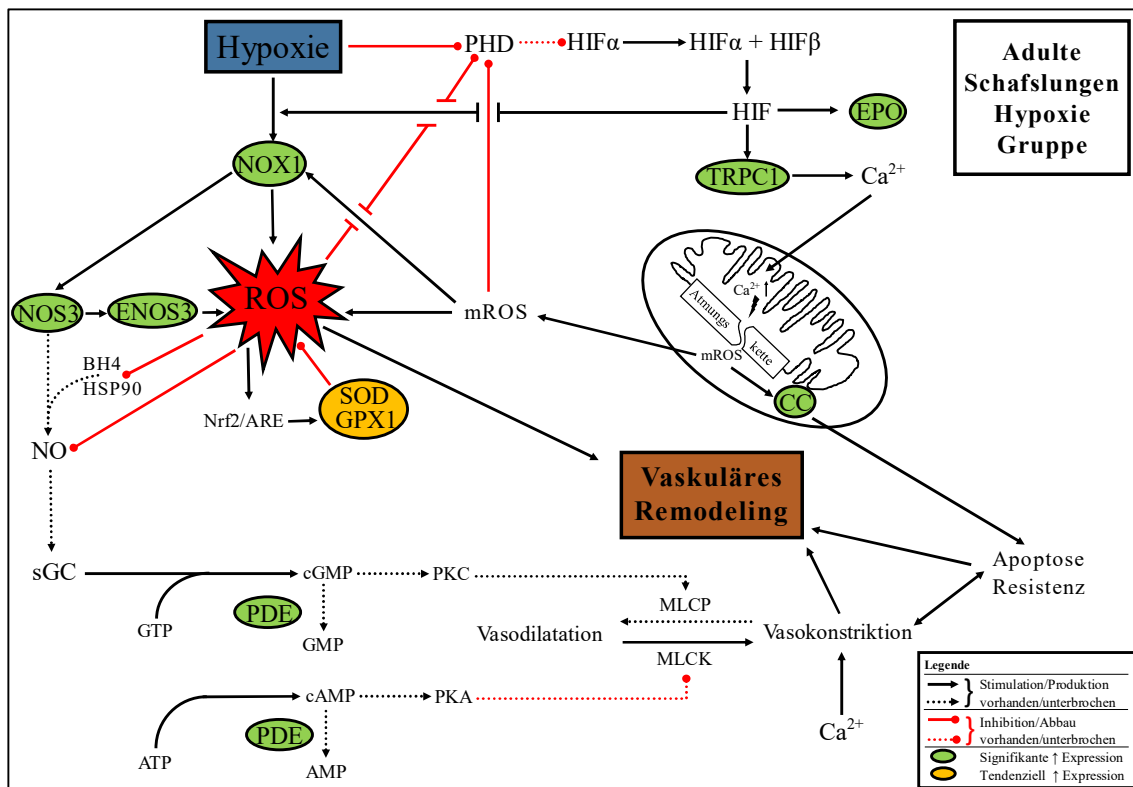 Hypoxie
PHD
HIFα
HIFα + HIFβ
Adulte
Schafslungen
Hypoxie
Gruppe
HIF
EPO
NOX1
TRPC1
Ca²⁺
NOS3
ENOS3
ROS
mROS
Ca²⁺ ↑
Atmungs
kette
mROS
CC
BH4
HSP90
Nrf2/ARE
SOD
GPX1
NO
Vaskuläres
Remodeling
sGC
cGMP
PKC
Apoptose
Resistenz
GTP
PDE
GMP
MLCP
Vasodilatation
Vasokonstriktion
MLCK
cAMP
PKA
ATP
PDE
AMP
Ca²⁺
Legende
Stimulation/Produktion
vorhanden/unterbrochen
Inhibition/Abbau
vorhanden/unterbrochen
Signifikante ↑ Expression
Tendenziell ↑ Expression